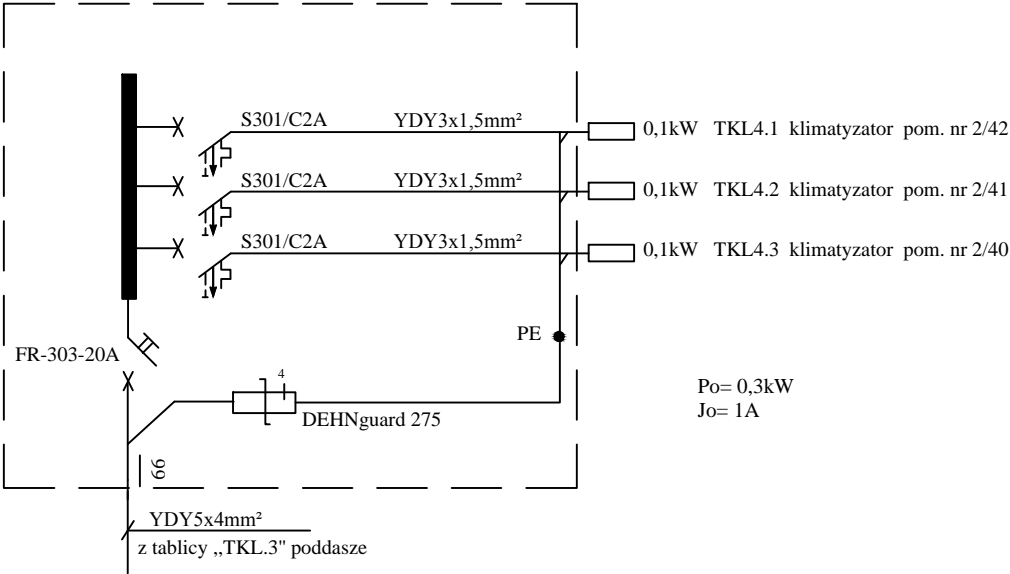 S301/C2A YDY3x1,5mm² 0,1kW TKL4.1 klimatyzator pom. nr 2/42
S301/C2A YDY3x1,5mm² 0,1kW TKL4.2 klimatyzator pom. nr 2/41
S301/C2A YDY3x1,5mm² 0,1kW TKL4.3 klimatyzator pom. nr 2/40
PE
FR-303-20A
4
DEHNguard 275
Po= 0,3kW
Jo= 1A
66
YDY5x4mm²
z tablicy ,,TKL.3" poddasze